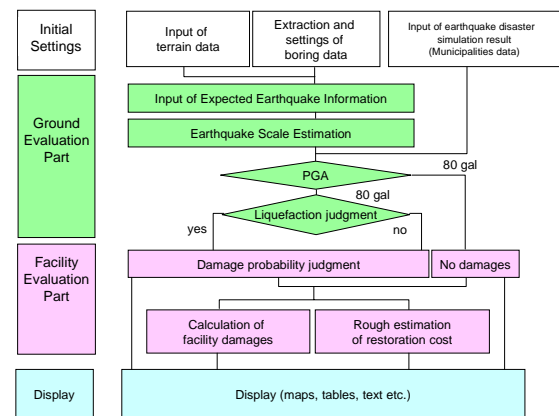 Initial
Settings
Input of
terrain data
Extraction and
settings of
boring data
Input of earthquake disaster
simulation result
(Municipalities data)
Ground
Evaluation
Part
Input of Expected Earthquake Information
Earthquake Scale Estimation
80 gal
PGA
80 gal
Liquefaction judgment
yes
no
Facility
Evaluation
Part
Damage probability judgment
No damages
Calculation of
facility damages
Rough estimation
of restoration cost
Display
Display (maps, tables, text etc.)